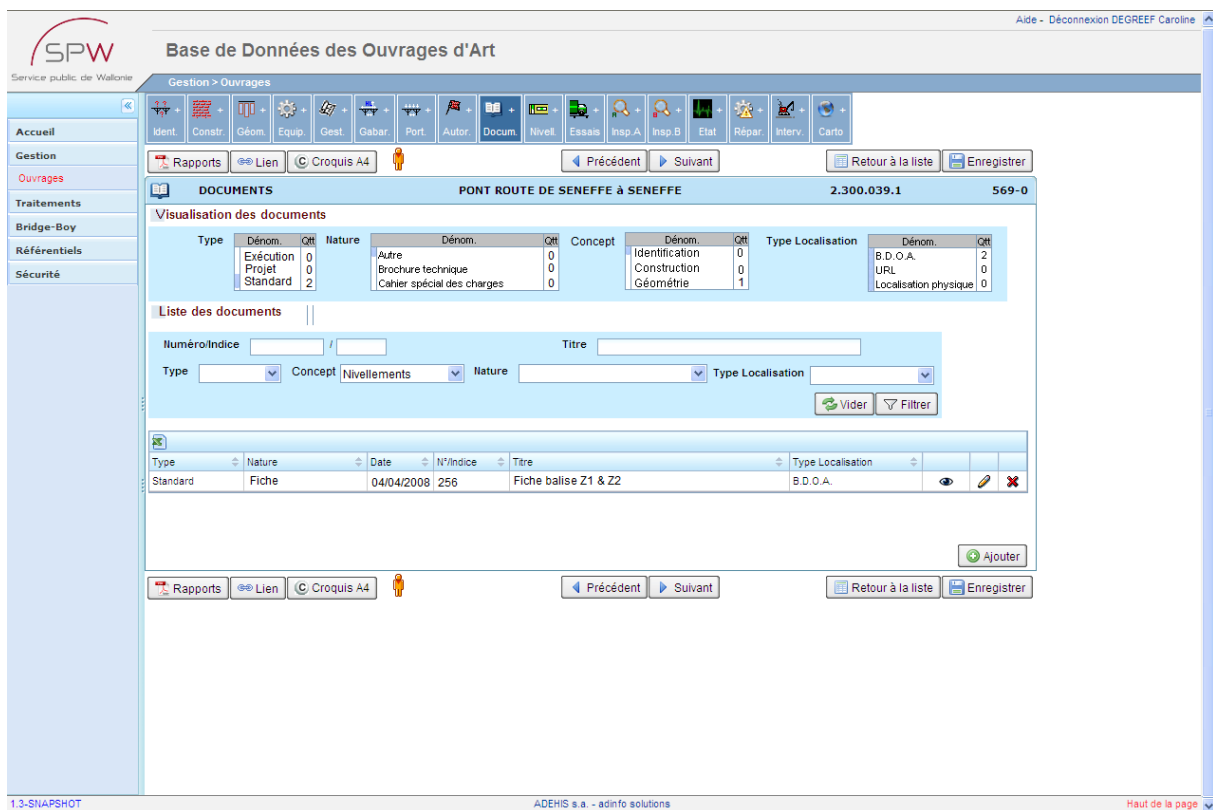 Aide - Déconnexion DEGREEF Caroline
SPW
Service public de Wallonie
Base de Données des Ouvrages d'Art
Gestion > Ouvrages
Ident. Constr. Géom. Equip. Gest. Gabar. Port. Autor. Docum. Nivell. Essais Insp.A Insp.B Etat Répar. Interv. Carto
Accueil
Gestion
Ouvrages
Traitements
Bridge-Boy
Référentiels
Sécurité
Rapports Lien Croquis A4 Précédent Suivant Retour à la liste Enregistrer
DOCUMENTS PONT ROUTE DE SENEFFE à SENEFFE 2.300.039.1 569-0
Visualisation des documents
Type Dénom. Qtt Nature Dénom. Qtt Concept Dénom. Qtt Type Localisation Dénom. Qtt
Exécution 0 Autre 0 Identification 0 B.D.O.A. 2
Projet 0 Brochure technique 0 Construction 0 URL 0
Standard 2 Cahier spécial des charges 0 Géométrie 1 Localisation physique 0
Liste des documents
Numéro/Indice / Titre
Type Concept Nivellements Nature Type Localisation
Vider Filtrer
Type Nature Date N°/Indice Titre Type Localisation
Standard Fiche 04/04/2008 256 Fiche balise Z1 & Z2 B.D.O.A.
Ajouter
Rapports Lien Croquis A4 Précédent Suivant Retour à la liste Enregistrer
1.3-SNAPSHOT ADEHIS s.a. - adinfo solutions Haut de la page